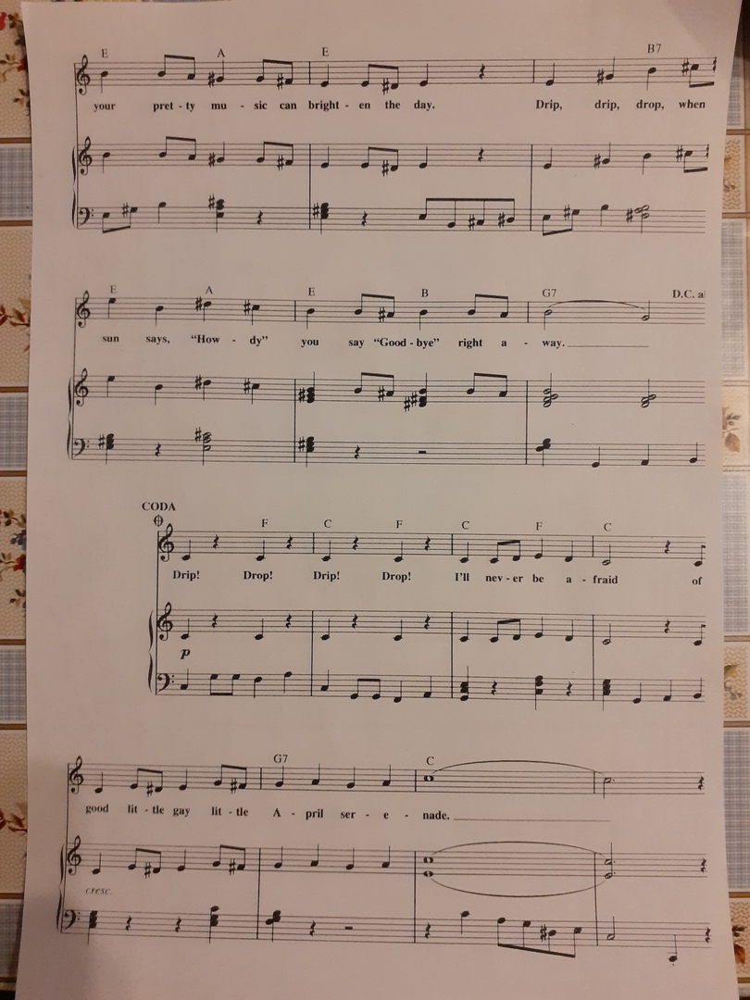 E A E B7
your pret - ty mu - sic can bright - en the day. Drip, drip, drop, when
E A E B G7 D.C. a
sun says, “How - dy” you say “Good - bye” right a - way.
CODA
F C F C F C
Drip! Drop! Drip! Drop! I'll nev - er be a - fraid of
p
G7 C
good lit - tle gay lit - tle A - pril ser - e - nade.
cresc.